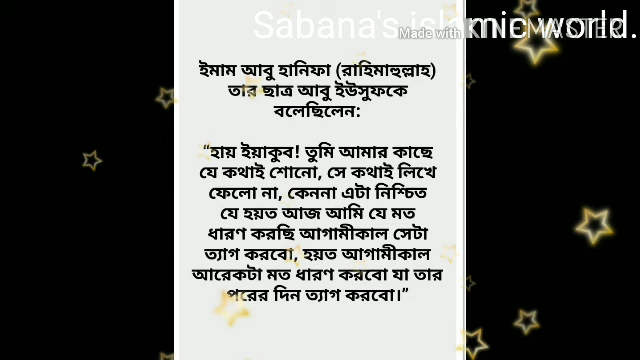 Sabana's islamic world.
Made with KINEMASTER
ইমাম আবু হানিফা (রাহিমাহুল্লাহ)
তার ছাত্র আবু ইউসুফকে
বলেছিলেন:
“হায় ইয়াকুব! তুমি আমার কাছে
যে কথাই শোনো, সে কথাই লিখে
ফেলো না, কেননা এটা নিশ্চিত
যে হয়ত আজ আমি যে মত
ধারণ করছি আগামীকাল সেটা
ত্যাগ করবো, হয়ত আগামীকাল
আরেকটা মত ধারণ করবো যা তার
পরের দিন ত্যাগ করবো।”